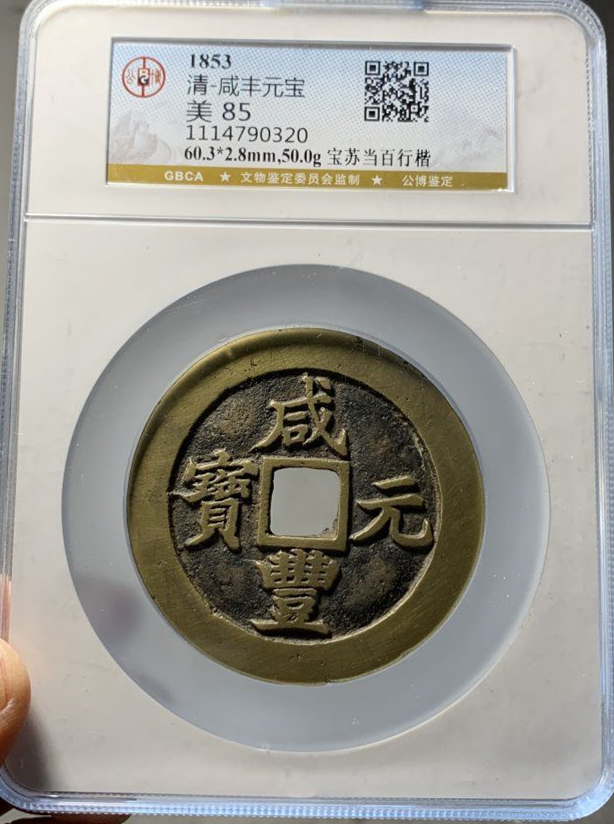 1853
清-咸丰元宝
美 85
1114790320
60.3*2.8mm,50.0g 宝苏当百行楷
GBCA ★ 文物鉴定委员会监制 ★ 公博鉴定
公 G 博
咸
寶 元
豐